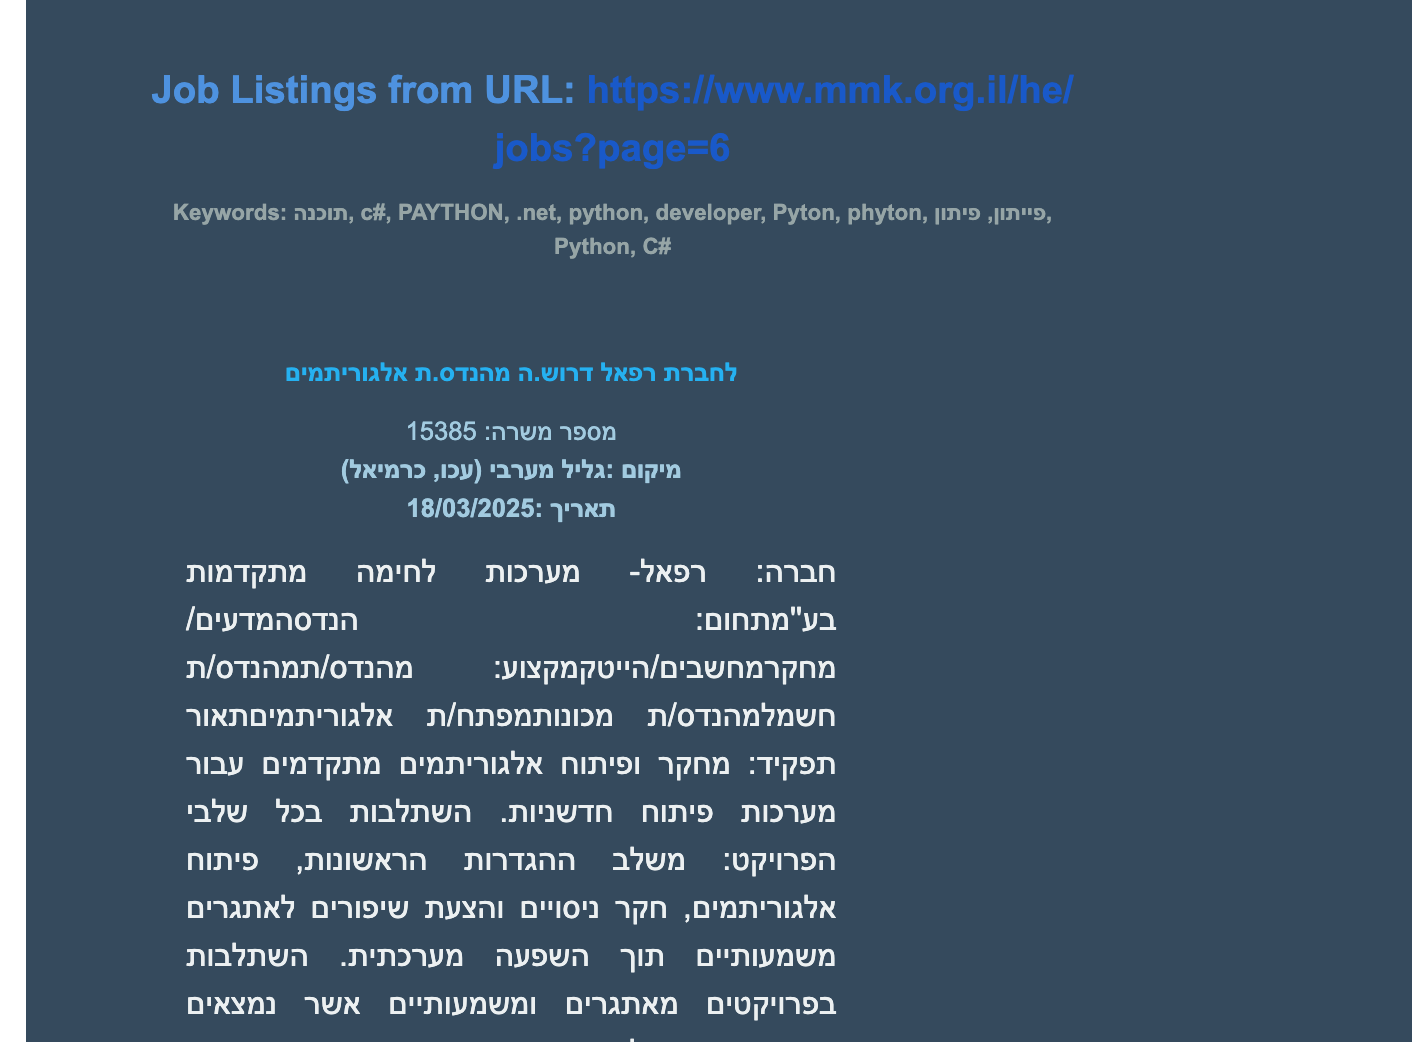 Job Listings from URL: https://www.mmk.org.il/he/
jobs?page=6
Keywords: תוכנה, c#, PAYTHON, .net, python, developer, Pyton, phyton, פייתון, פיתון,
Python, C#
לחברת רפאל דרוש.ה מהנדס.ת אלגוריתמים
מספר משרה: 15385
מיקום :גליל מערבי (עכו, כרמיאל)
תאריך :18/03/2025
חברה: רפאל- מערכות לחימה מתקדמות
בע"מתחום: הנדסהמדעים/
מחקרמחשבים/הייטקמקצוע: מהנדס/תמהנדס/ת
חשמלמהנדס/ת מכונותמפתח/ת אלגוריתמיםתאור
תפקיד: מחקר ופיתוח אלגוריתמים מתקדמים עבור
מערכות פיתוח חדשניות. השתלבות בכל שלבי
הפרויקט: משלב ההגדרות הראשונות, פיתוח
אלגוריתמים, חקר ניסויים והצעת שיפורים לאתגרים
משמעותיים תוך השפעה מערכתית. השתלבות
בפרויקטים מאתגרים ומשמעותיים אשר נמצאים